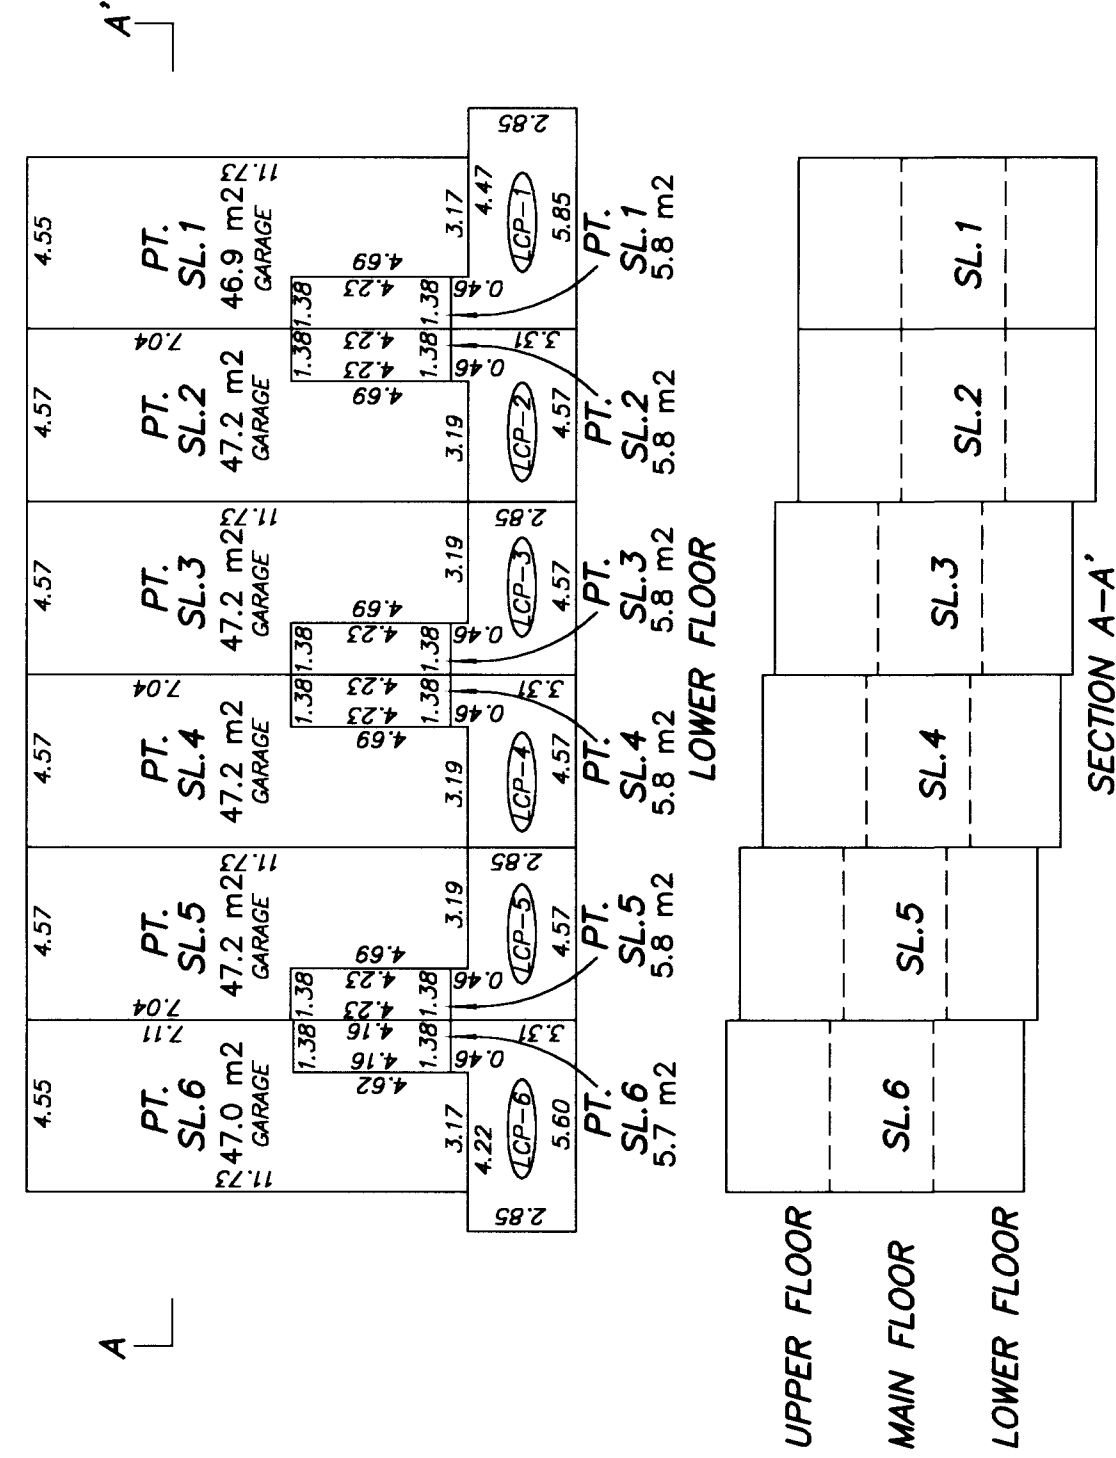 A
A'
4.55
4.57
4.57
4.57
4.57
4.55
PT.
SL.6
47.0 m2
GARAGE
11.73
7.11
7.04
PT.
SL.5
47.2 m2
GARAGE
11.73
PT.
SL.4
47.2 m2
GARAGE
7.04
PT.
SL.3
47.2 m2
GARAGE
11.73
PT.
SL.2
47.2 m2
GARAGE
7.04
PT.
SL.1
46.9 m2
GARAGE
11.73
1.38
1.38
1.38
1.38
1.38
1.38
4.62
4.16
4.16
4.23
4.23
4.69
4.69
4.23
4.23
4.23
4.69
4.69
4.23
4.23
4.23
4.69
1.38
1.38
1.38
1.38
1.38
1.38
3.17
3.19
3.19
3.19
3.19
3.17
0.46
0.46
0.46
0.46
0.46
0.46
4.22
4.47
2.85
LCP-6
3.31
LCP-5
2.85
LCP-4
3.31
LCP-3
2.85
LCP-2
3.31
LCP-1
2.85
5.60
4.57
4.57
4.57
4.57
5.85
PT.
SL.6
5.7 m2
PT.
SL.5
5.8 m2
PT.
SL.4
5.8 m2
PT.
SL.3
5.8 m2
PT.
SL.2
5.8 m2
PT.
SL.1
5.8 m2
LOWER FLOOR
UPPER FLOOR
MAIN FLOOR
LOWER FLOOR
SL.6
SL.5
SL.4
SL.3
SL.2
SL.1
SECTION A-A'